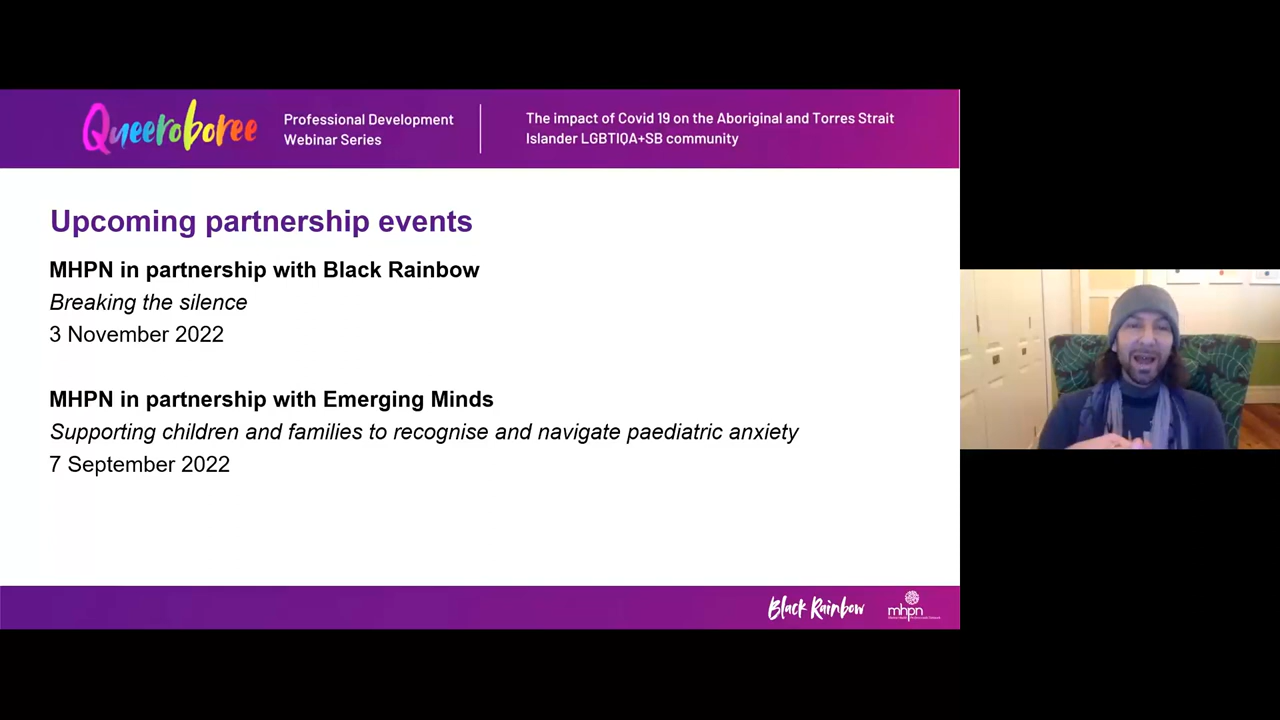 Queeroboree
Professional Development
Webinar Series
The impact of Covid 19 on the Aboriginal and Torres Strait
Islander LGBTIQA+SB community
Upcoming partnership events
MHPN in partnership with Black Rainbow
Breaking the silence
3 November 2022
MHPN in partnership with Emerging Minds
Supporting children and families to recognise and navigate paediatric anxiety
7 September 2022
Black Rainbow
mhpn